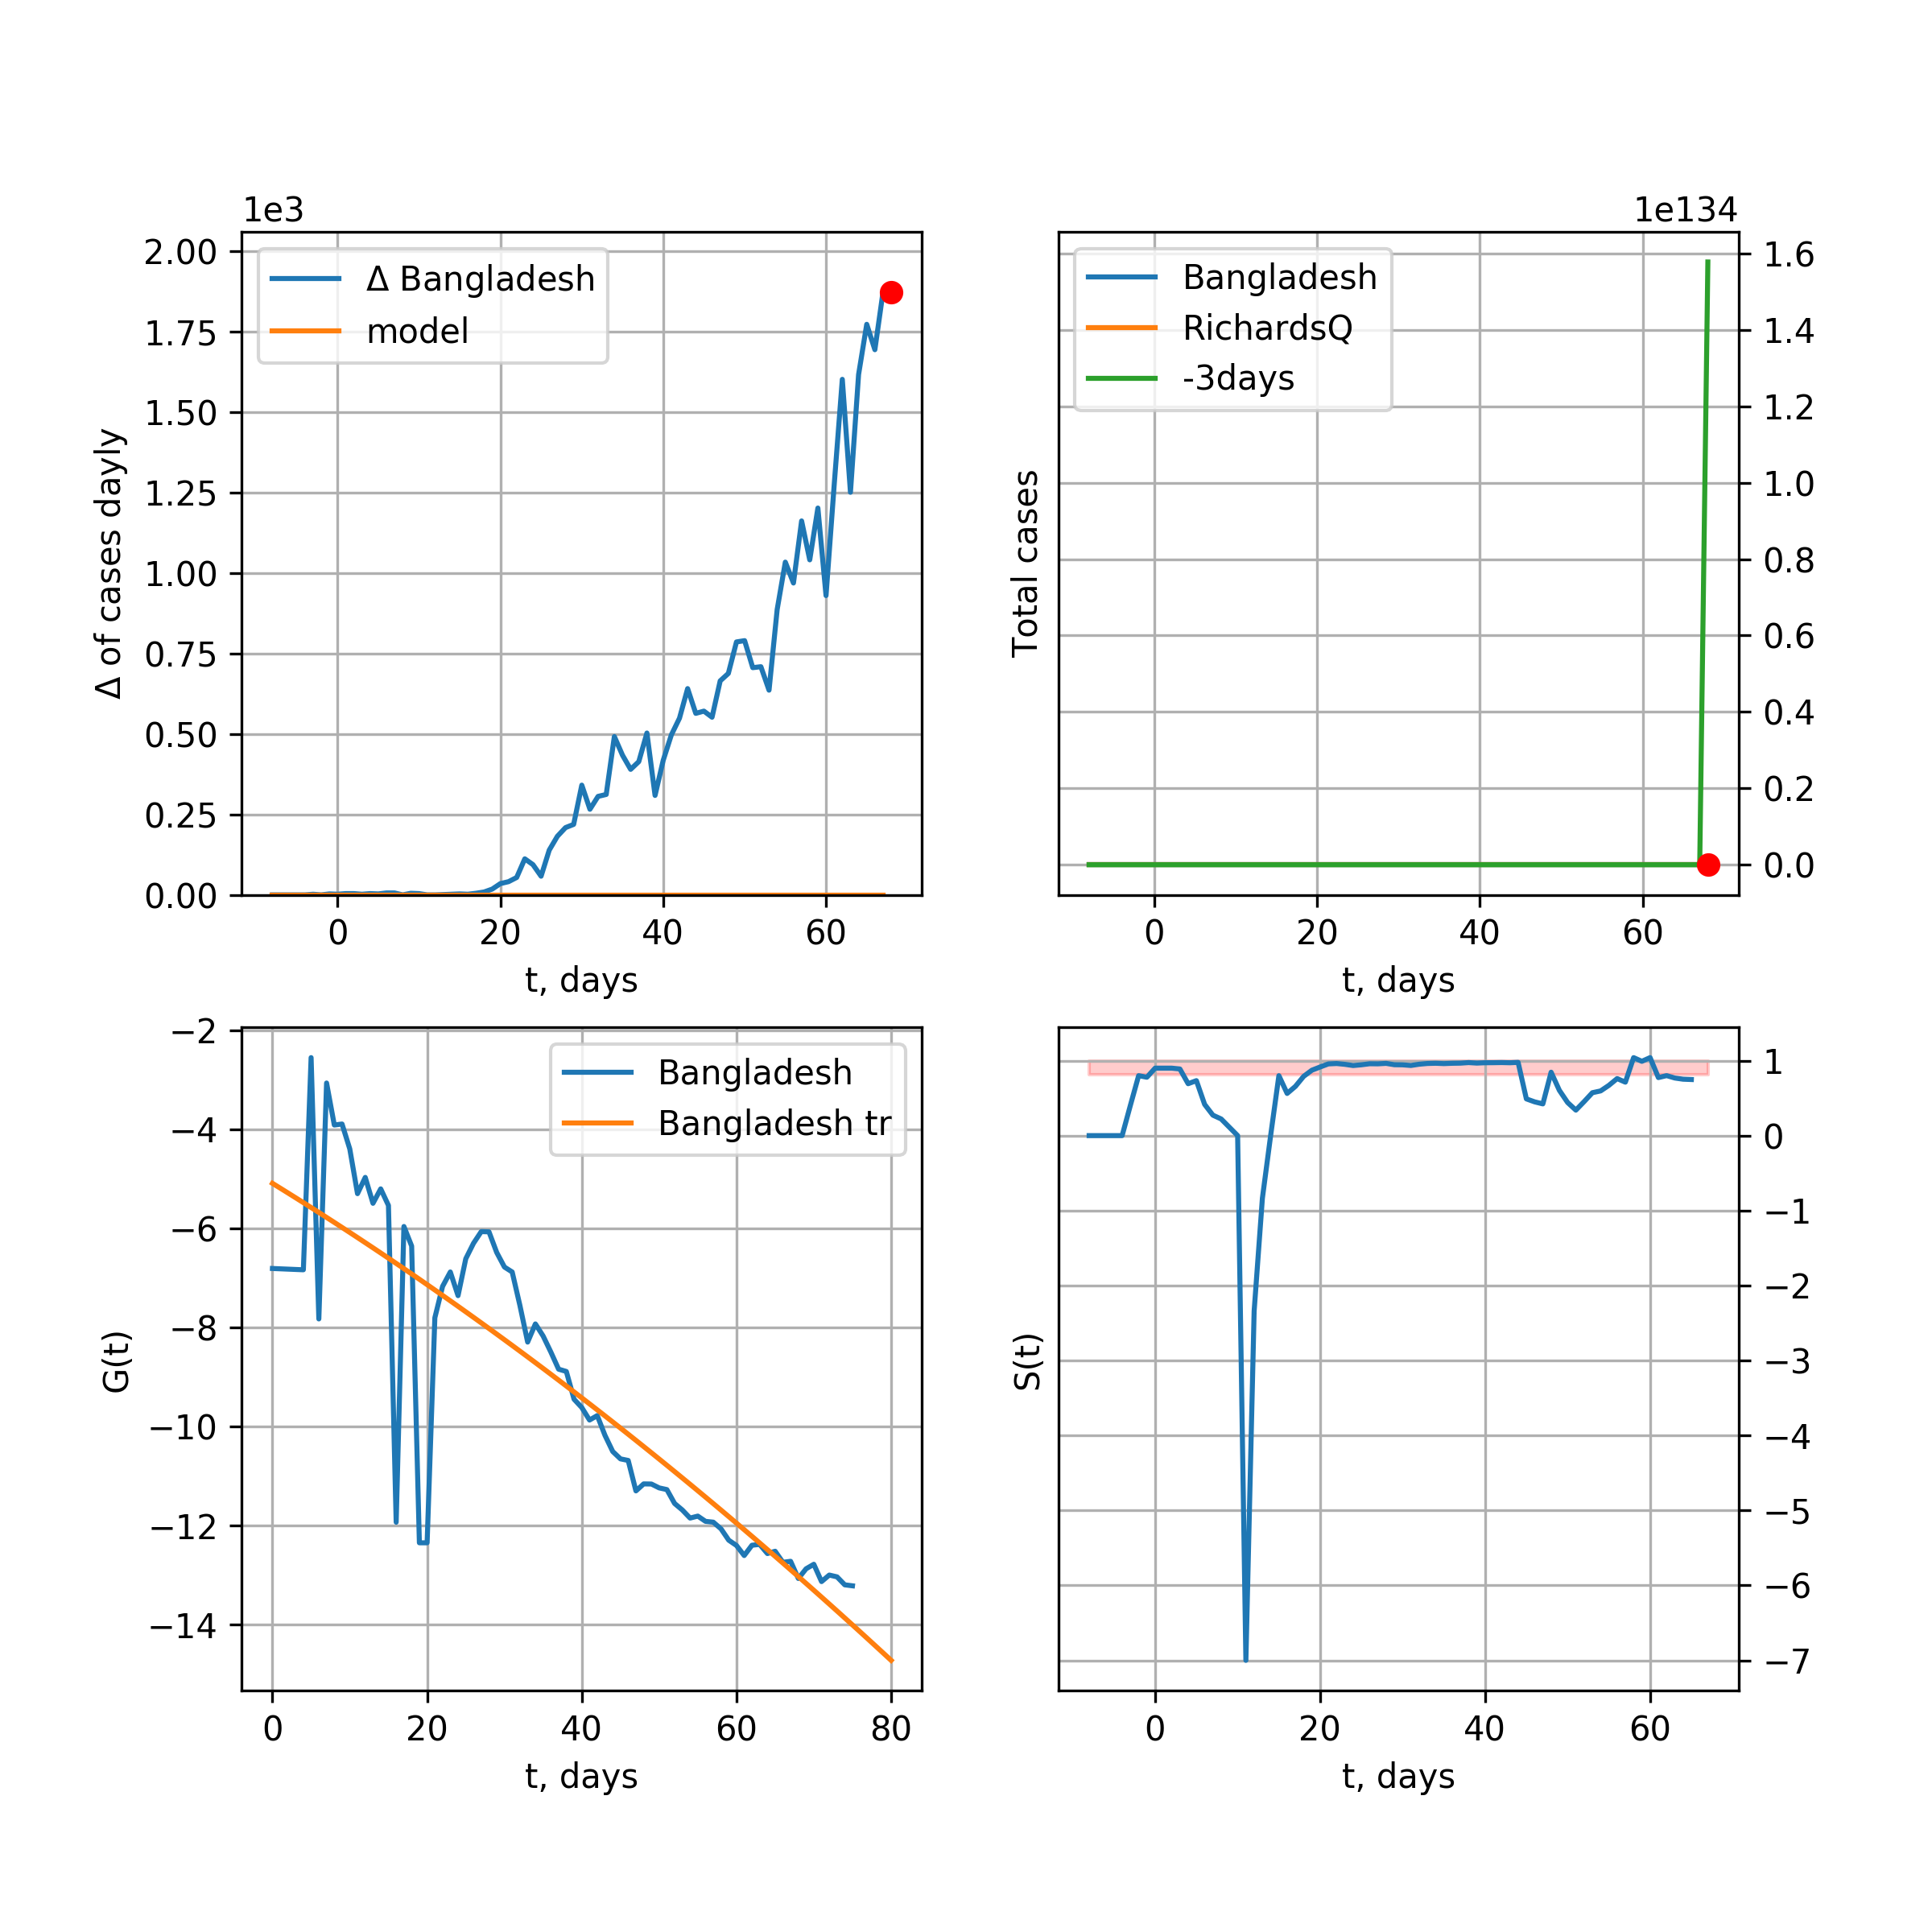 1e3
2.00
1.75
1.50
1.25
1.00
0.75
0.50
0.25
0.00
Δ of cases dayly
Δ Bangladesh
model
0 20 40 60
t, days
1e134
Total cases
Bangladesh
RichardsQ
-3days
1.6
1.4
1.2
1.0
0.8
0.6
0.4
0.2
0.0
0 20 40 60
t, days
−2
−4
−6
−8
−10
−12
−14
G(t)
Bangladesh
Bangladesh tr
0 20 40 60 80
t, days
S(t)
1
0
−1
−2
−3
−4
−5
−6
−7
0 20 40 60
t, days